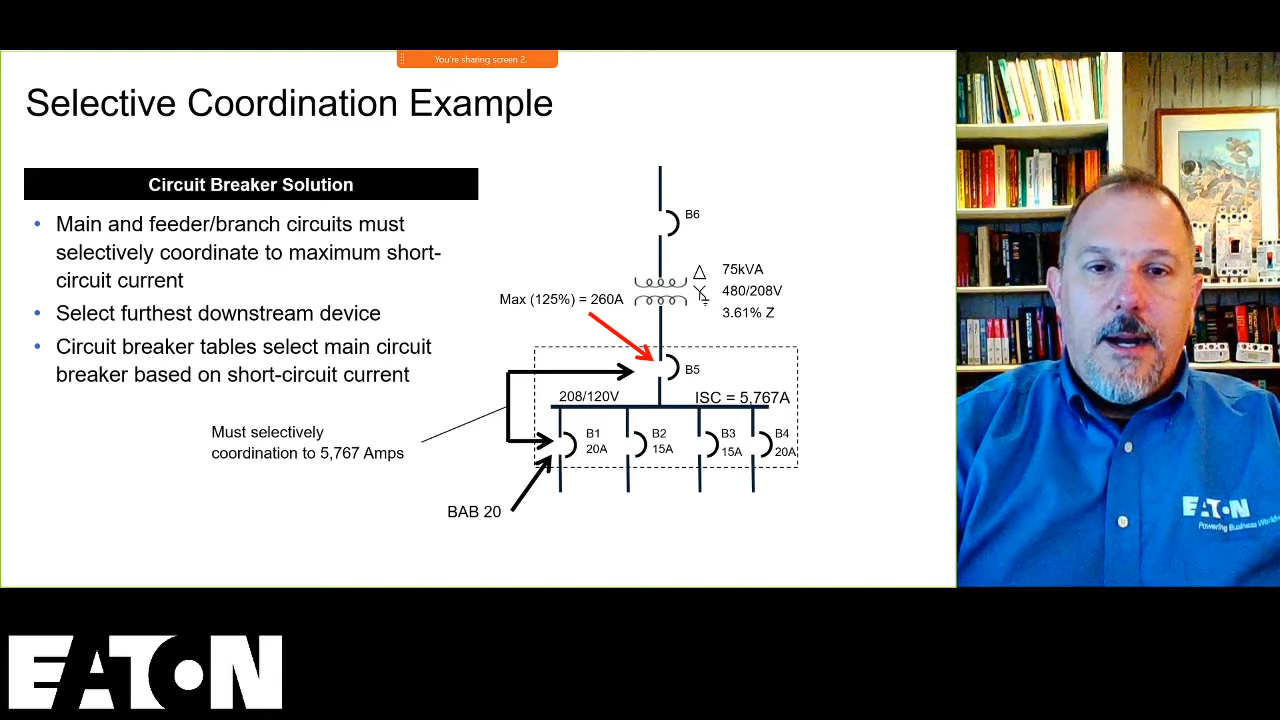 You're sharing screen 2.
Selective Coordination Example
Circuit Breaker Solution
• Main and feeder/branch circuits must
selectively coordinate to maximum short-
circuit current
• Select furthest downstream device
• Circuit breaker tables select main circuit
breaker based on short-circuit current
Must selectively
coordination to 5,767 Amps
BAB 20
B6
75kVA
480/208V
3.61% Z
Max (125%) = 260A
B5
208/120V
ISC = 5,767A
B1
20A
B2
15A
B3
15A
B4
20A
EATON
Powering Business Worldw
EATON